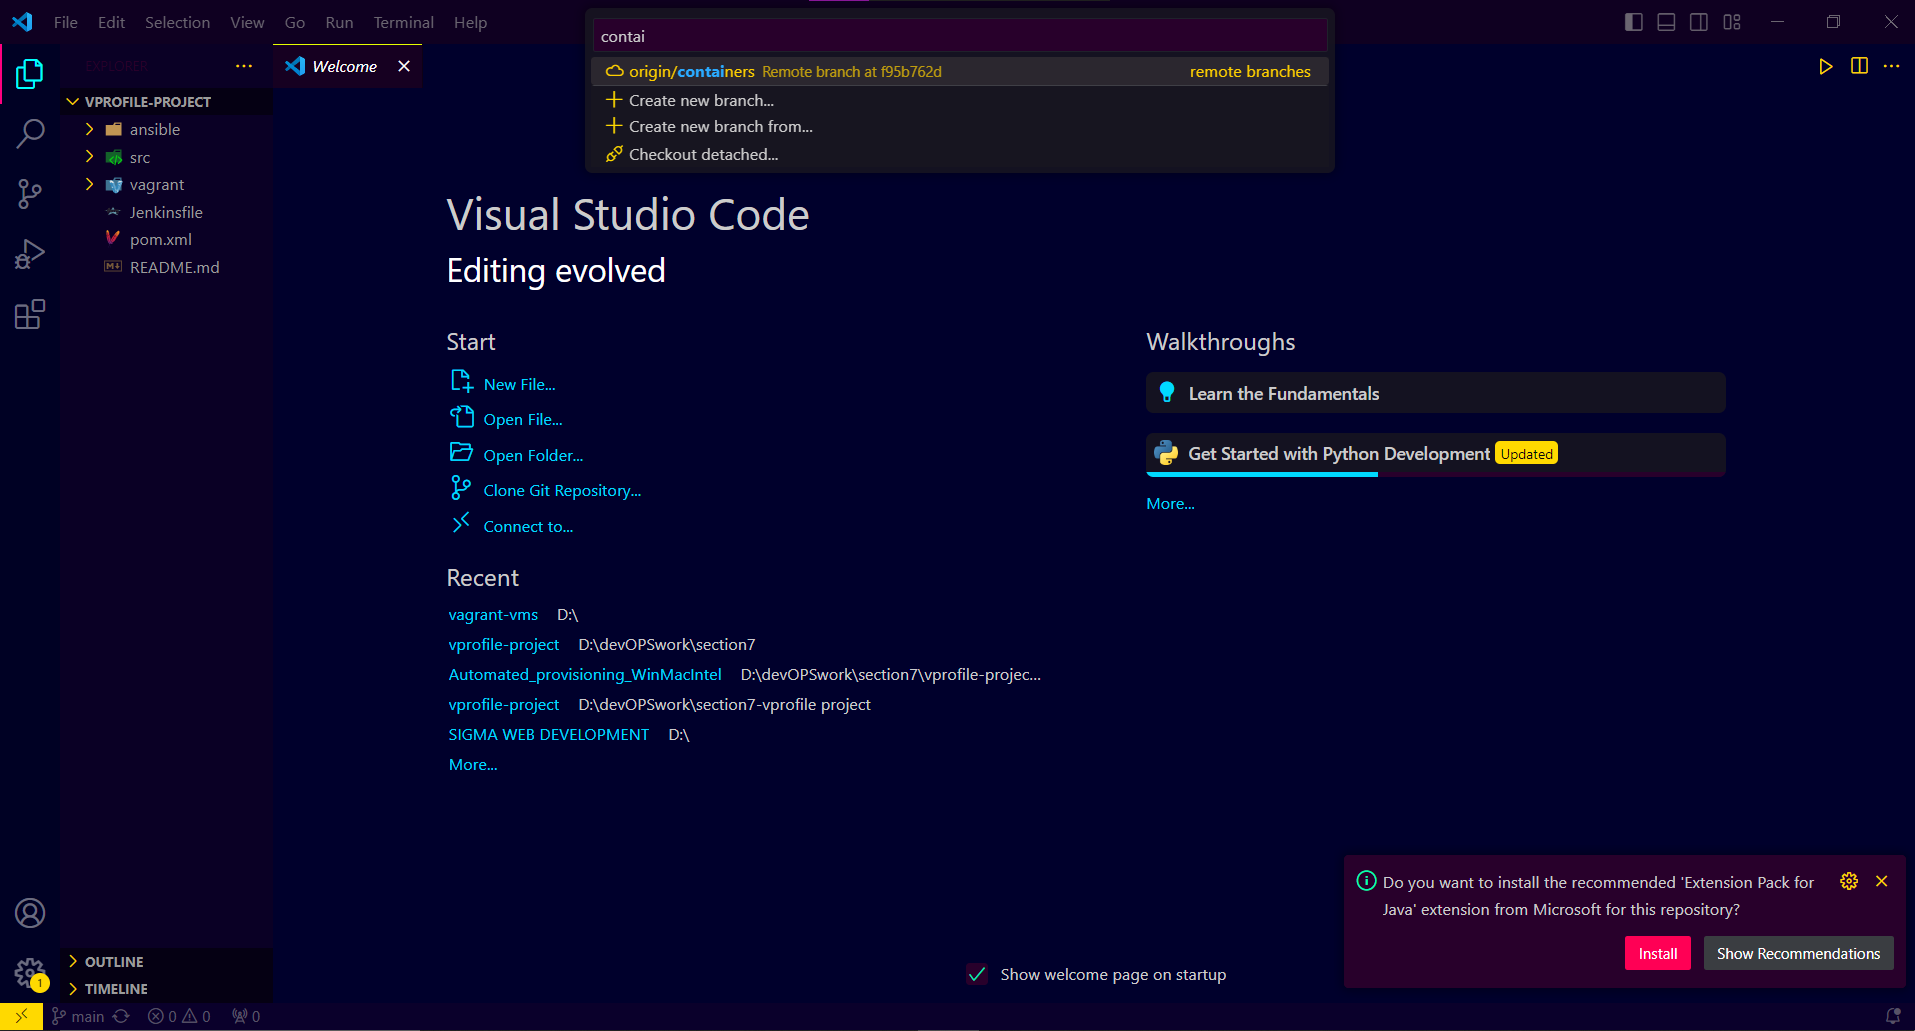 File Edit Selection View Go Run Terminal Help
contai
origin/containers Remote branch at f95b762d remote branches
Create new branch...
Create new branch from...
Checkout detached...
EXPLORER
Welcome
VPROFILE-PROJECT
ansible
src
vagrant
Jenkinsfile
pom.xml
README.md
Visual Studio Code
Editing evolved
Start
New File...
Open File...
Open Folder...
Clone Git Repository...
Connect to...
Recent
vagrant-vms D:\
vprofile-project D:\devOPSwork\section7
Automated_provisioning_WinMacIntel D:\devOPSwork\section7\vprofile-projec...
vprofile-project D:\devOPSwork\section7-vprofile project
SIGMA WEB DEVELOPMENT D:\
More...
Walkthroughs
Learn the Fundamentals
Get Started with Python Development Updated
More...
Do you want to install the recommended 'Extension Pack for
Java' extension from Microsoft for this repository?
Install Show Recommendations
Show welcome page on startup
OUTLINE
TIMELINE
1
main 0 0 0